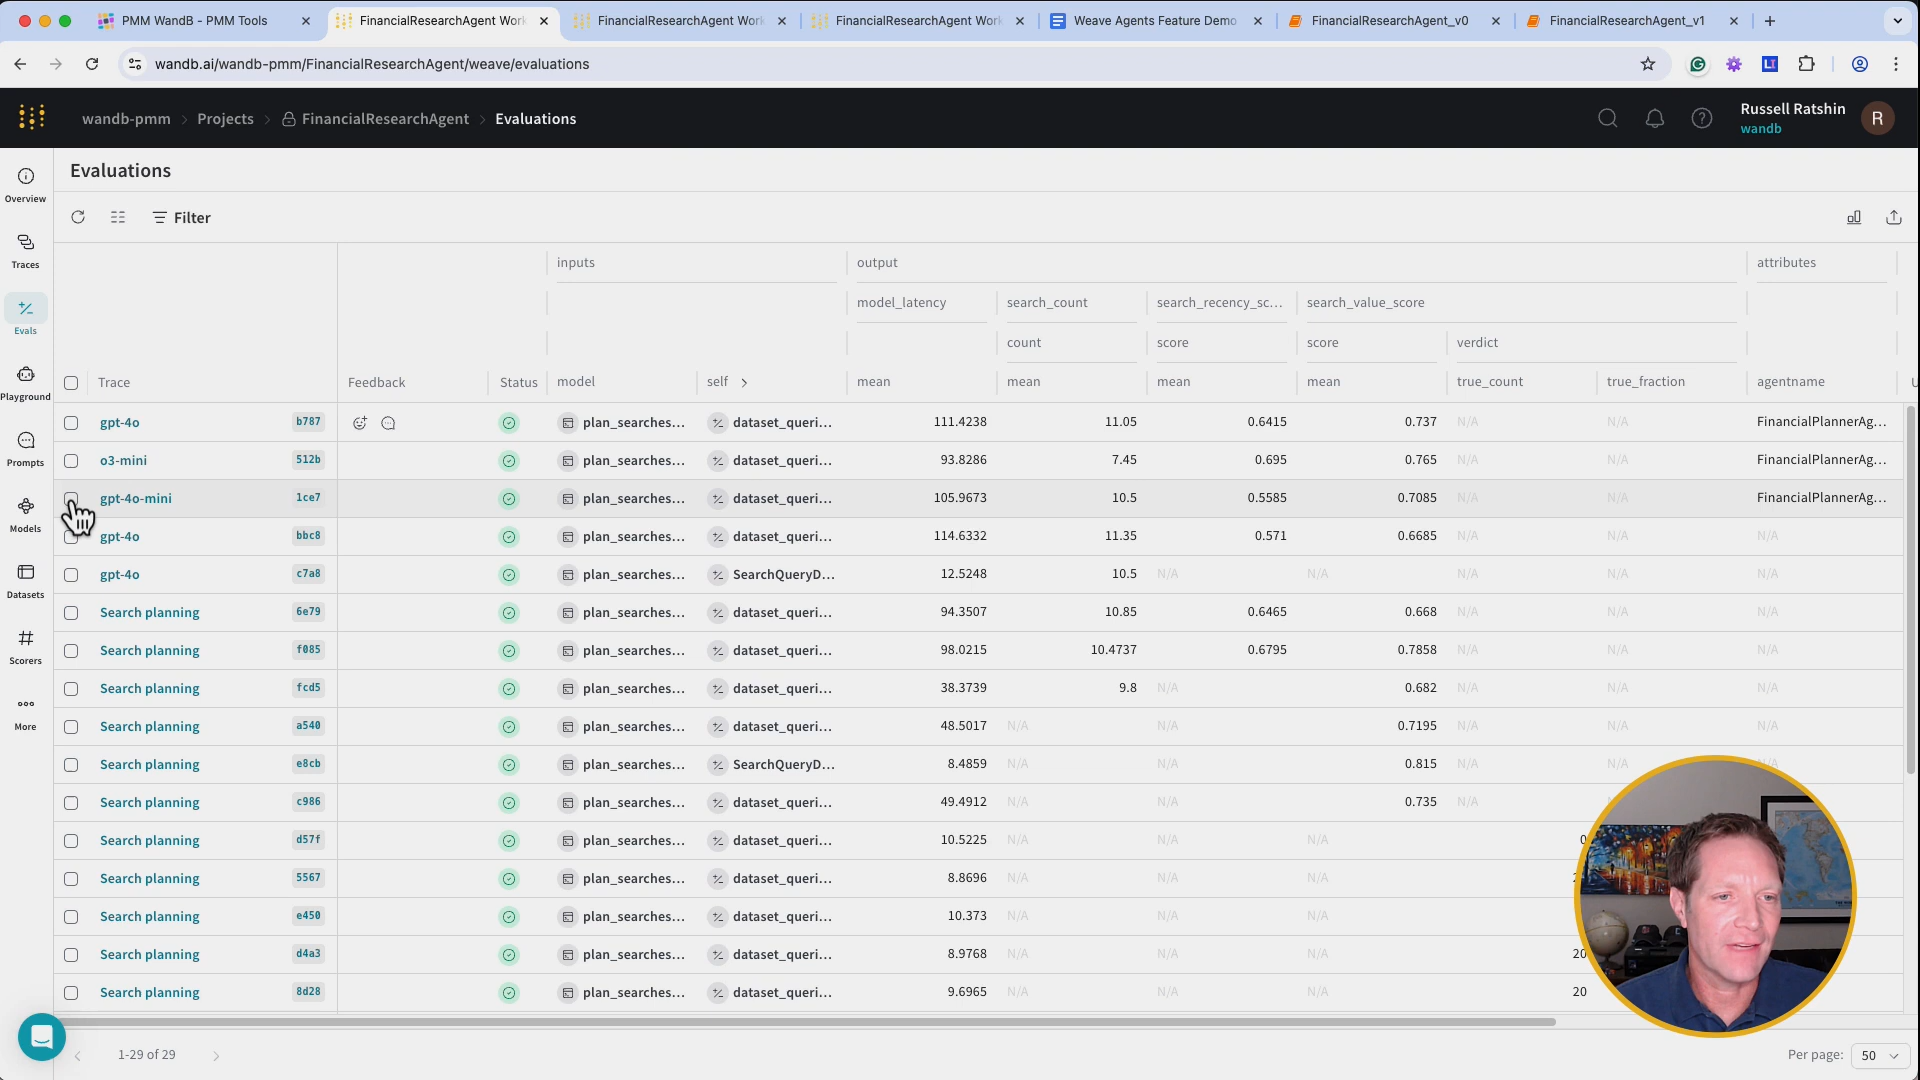 PMM WandB - PMM Tools
FinancialResearchAgent Work
FinancialResearchAgent Work
FinancialResearchAgent Work
Weave Agents Feature Demo
FinancialResearchAgent_v0
FinancialResearchAgent_v1
wandb.ai/wandb-pmm/FinancialResearchAgent/weave/evaluations
wandb-pmm > Projects > FinancialResearchAgent > Evaluations
Russell Ratshin
wandb
R
Overview
Traces
Evals
Playground
Prompts
Models
Datasets
Scorers
More
Evaluations
Filter
inputs output attributes
model_latency search_count search_recency_sc... search_value_score
count score score verdict
Trace Feedback Status model self mean mean mean mean true_count true_fraction agentname
gpt-4o b787 plan_searches... dataset_queri... 111.4238 11.05 0.6415 0.737 N/A N/A FinancialPlannerAg...
o3-mini 512b plan_searches... dataset_queri... 93.8286 7.45 0.695 0.765 N/A N/A FinancialPlannerAg...
gpt-4o-mini 1ce7 plan_searches... dataset_queri... 105.9673 10.5 0.5585 0.7085 N/A N/A FinancialPlannerAg...
gpt-4o bbc8 plan_searches... dataset_queri... 114.6332 11.35 0.571 0.6685 N/A N/A N/A
gpt-4o c7a8 plan_searches... SearchQueryD... 12.5248 10.5 N/A N/A N/A N/A N/A
Search planning 6e79 plan_searches... dataset_queri... 94.3507 10.85 0.6465 0.668 N/A N/A N/A
Search planning f085 plan_searches... dataset_queri... 98.0215 10.4737 0.6795 0.7858 N/A N/A N/A
Search planning fcd5 plan_searches... dataset_queri... 38.3739 9.8 N/A 0.682 N/A N/A N/A
Search planning a540 plan_searches... dataset_queri... 48.5017 N/A N/A 0.7195 N/A N/A N/A
Search planning e8cb plan_searches... SearchQueryD... 8.4859 N/A N/A 0.815 N/A N/A N/A
Search planning c986 plan_searches... dataset_queri... 49.4912 N/A N/A 0.735 N/A
Search planning d57f plan_searches... dataset_queri... 10.5225 N/A N/A N/A 0
Search planning 5567 plan_searches... dataset_queri... 8.8696 N/A N/A N/A
Search planning e450 plan_searches... dataset_queri... 10.373 N/A N/A N/A
Search planning d4a3 plan_searches... dataset_queri... 8.9768 N/A N/A N/A 20
Search planning 8d28 plan_searches... dataset_queri... 9.6965 N/A N/A N/A 20
1-29 of 29
Per page: 50